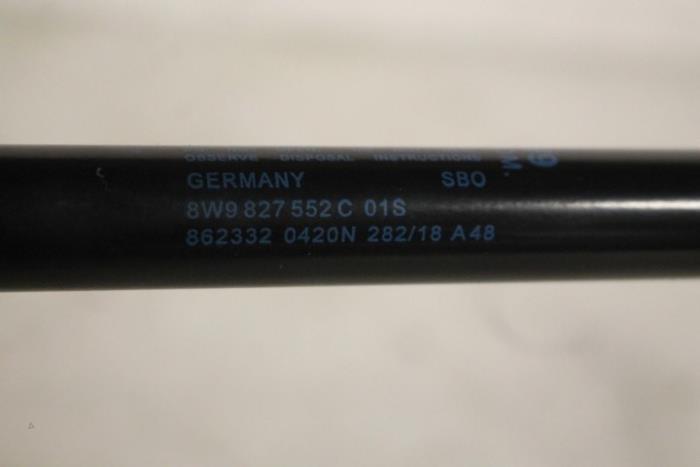 OBSERVE DISPOSAL INSTRUCTIONS
GERMANY SBO
8W9 827 552 C 01S
862332 0420N 282/18 A48